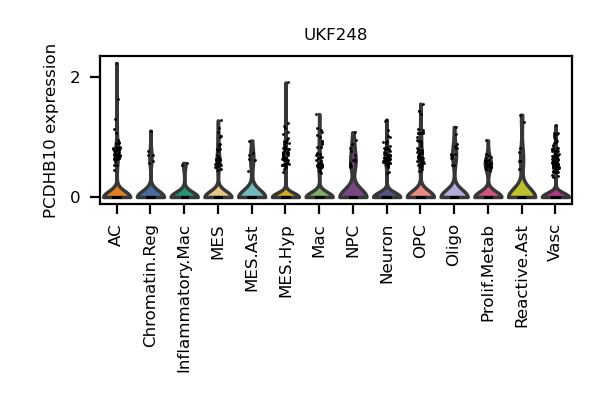 UKF248
PCDHB10 expression
2
0
AC
Chromatin.Reg
Inflammatory.Mac
MES
MES.Ast
MES.Hyp
Mac
NPC
Neuron
OPC
Oligo
Prolif.Metab
Reactive.Ast
Vasc